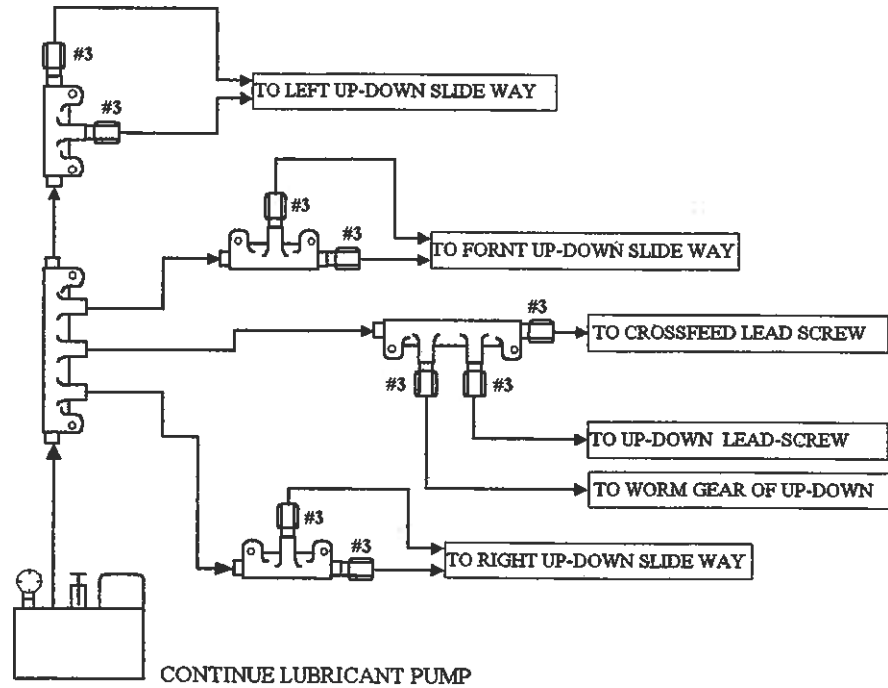 #3
#3
TO LEFT UP-DOWN SLIDE WAY
#3
#3
TO FORNT UP-DOWN SLIDE WAY
#3
TO CROSSFEED LEAD SCREW
#3
#3
TO UP-DOWN LEAD-SCREW
TO WORM GEAR OF UP-DOWN
#3
#3
TO RIGHT UP-DOWN SLIDE WAY
CONTINUE LUBRICANT PUMP